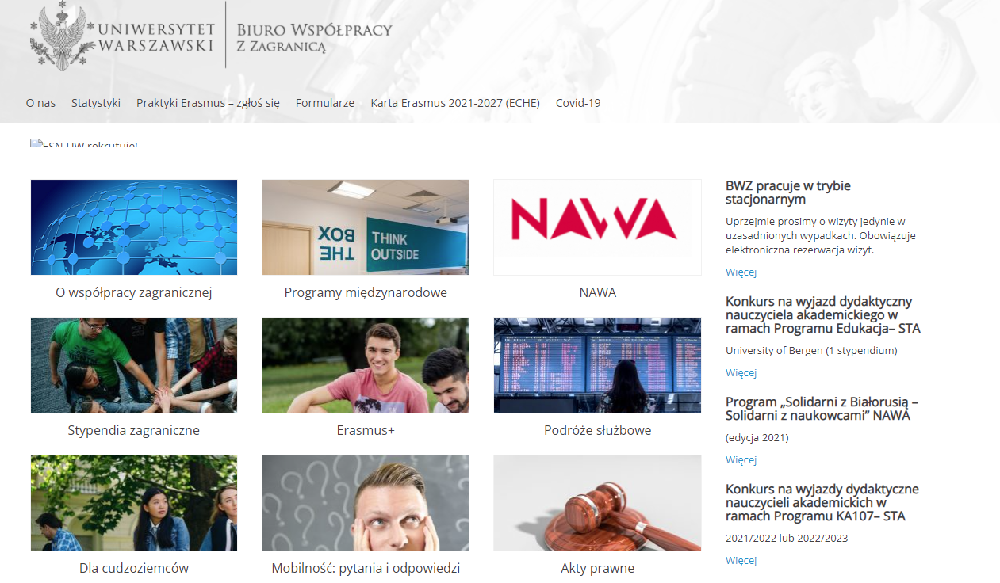 UNIWERSYTET
WARSZAWSKI
BIURO WSPÓŁPRACY
Z ZAGRANICĄ
O nas Statystyki Praktyki Erasmus – zgłoś się Formularze Karta Erasmus 2021-2027 (ECHE) Covid-19
ESN UW rekrutuje!
THE BOX
THINK
OUTSIDE
NAWA
O współpracy zagranicznej
Programy międzynarodowe
NAWA
Stypendia zagraniczne
Erasmus+
Podróże służbowe
Dla cudzoziemców
Mobilność: pytania i odpowiedzi
Akty prawne
BWZ pracuje w trybie
stacjonarnym
Uprzejmie prosimy o wizyty jedynie w
uzasadnionych wypadkach. Obowiązuje
elektroniczna rezerwacja wizyt.
Więcej
Konkurs na wyjazd dydaktyczny
nauczyciela akademickiego w
ramach Programu Edukacja– STA
University of Bergen (1 stypendium)
Więcej
Program „Solidarni z Białorusią –
Solidarni z naukowcami” NAWA
(edycja 2021)
Więcej
Konkurs na wyjazdy dydaktyczne
nauczycieli akademickich w
ramach Programu KA107– STA
2021/2022 lub 2022/2023
Więcej